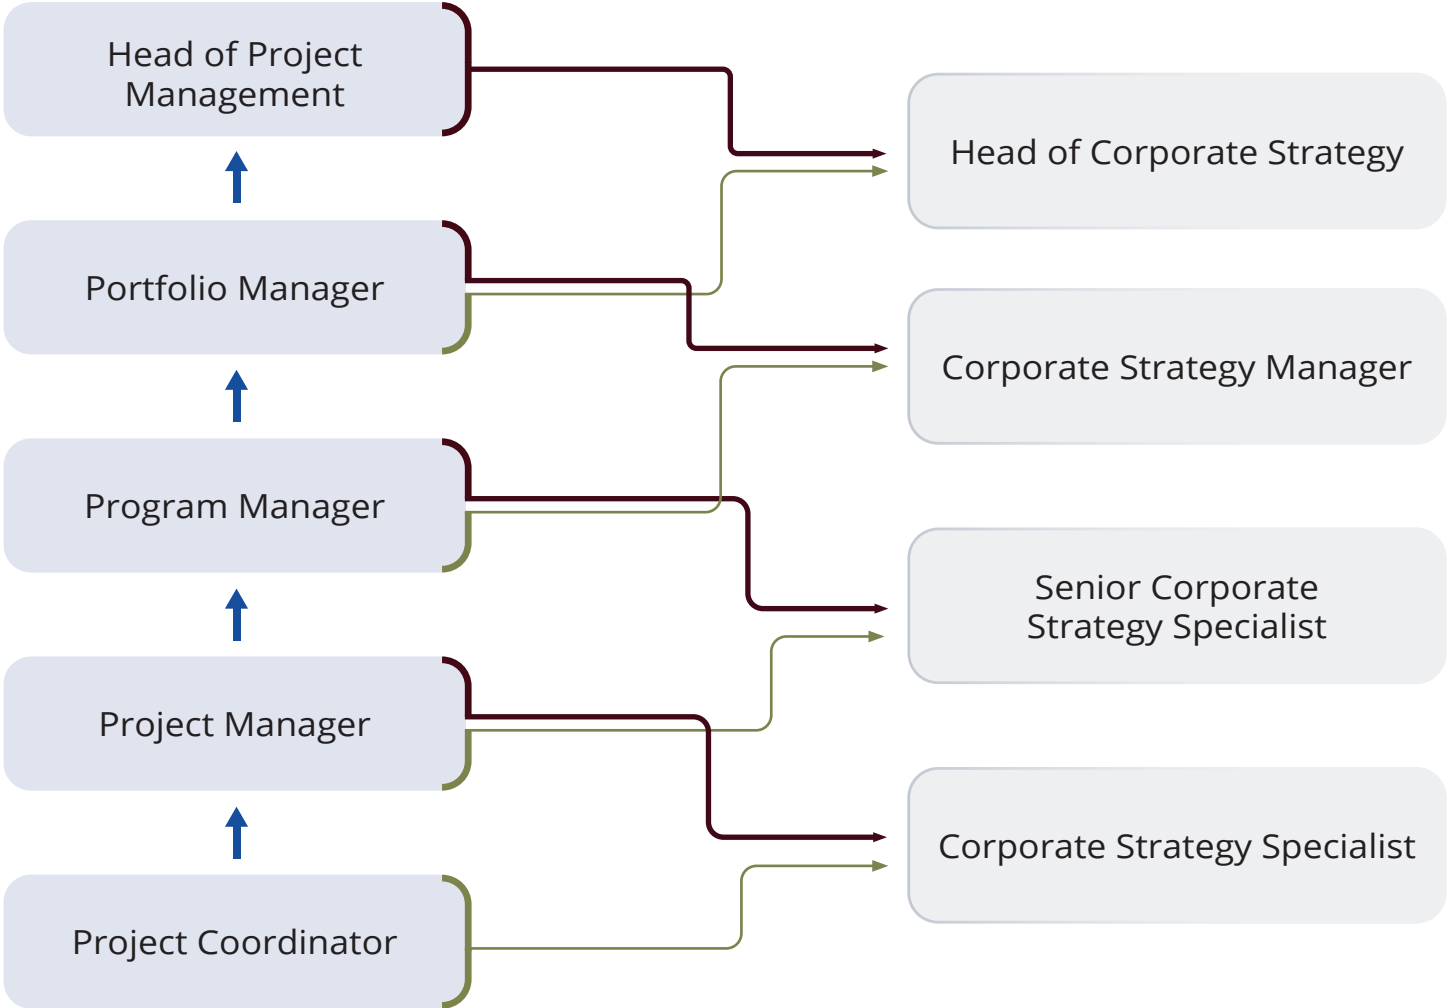 Head of Project
Management
Portfolio Manager
Program Manager
Project Manager
Project Coordinator
Head of Corporate Strategy
Corporate Strategy Manager
Senior Corporate
Strategy Specialist
Corporate Strategy Specialist